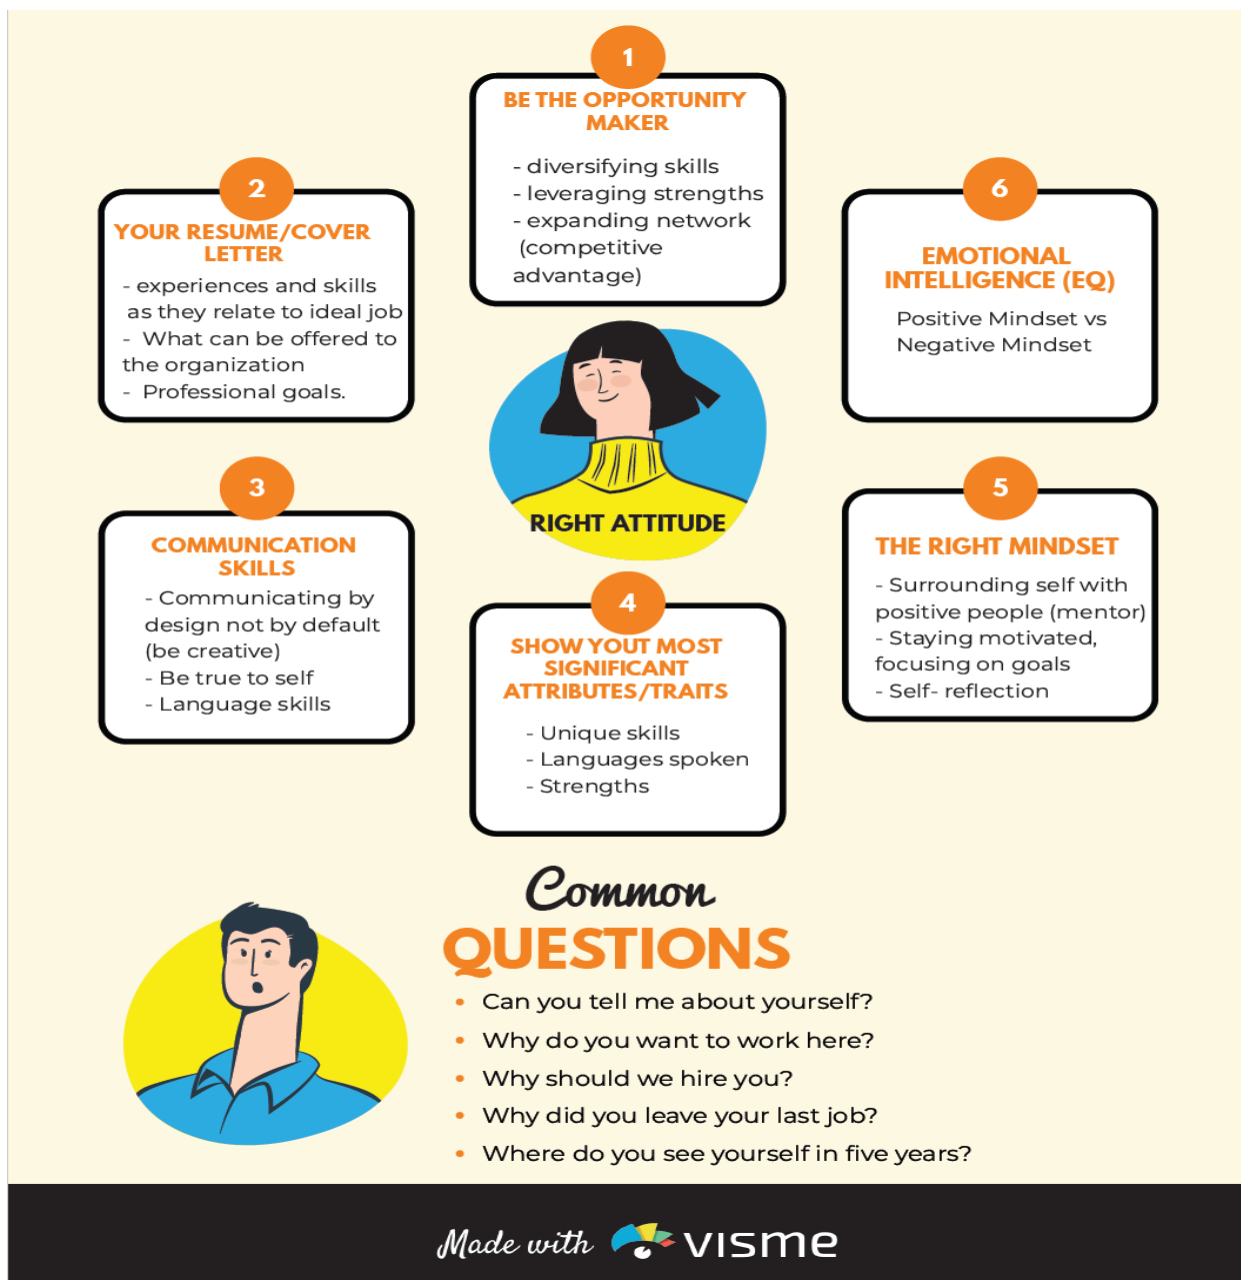 1
BE THE OPPORTUNITY
MAKER
- diversifying skills
- leveraging strengths
- expanding network
(competitive
advantage)
2
YOUR RESUME/COVER
LETTER
- experiences and skills
as they relate to ideal job
- What can be offered to
the organization
- Professional goals.
3
COMMUNICATION
SKILLS
- Communicating by
design not by default
(be creative)
- Be true to self
- Language skills
RIGHT ATTITUDE
4
SHOW YOUT MOST
SIGNIFICANT
ATTRIBUTES/TRAITS
- Unique skills
- Languages spoken
- Strengths
5
THE RIGHT MINDSET
- Surrounding self with
positive people (mentor)
- Staying motivated,
focusing on goals
- Self- reflection
6
EMOTIONAL
INTELLIGENCE (EQ)
Positive Mindset vs
Negative Mindset
Common
QUESTIONS
• Can you tell me about yourself?
• Why do you want to work here?
• Why should we hire you?
• Why did you leave your last job?
• Where do you see yourself in five years?
Made with visme